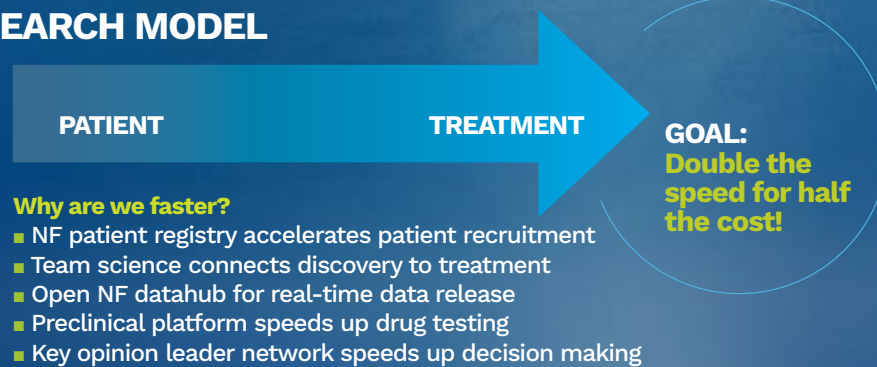 EARCH MODEL
PATIENT
TREATMENT
GOAL:
Double the
speed for half
the cost!
Why are we faster?
■ NF patient registry accelerates patient recruitment
■ Team science connects discovery to treatment
■ Open NF datahub for real-time data release
■ Preclinical platform speeds up drug testing
■ Key opinion leader network speeds up decision making